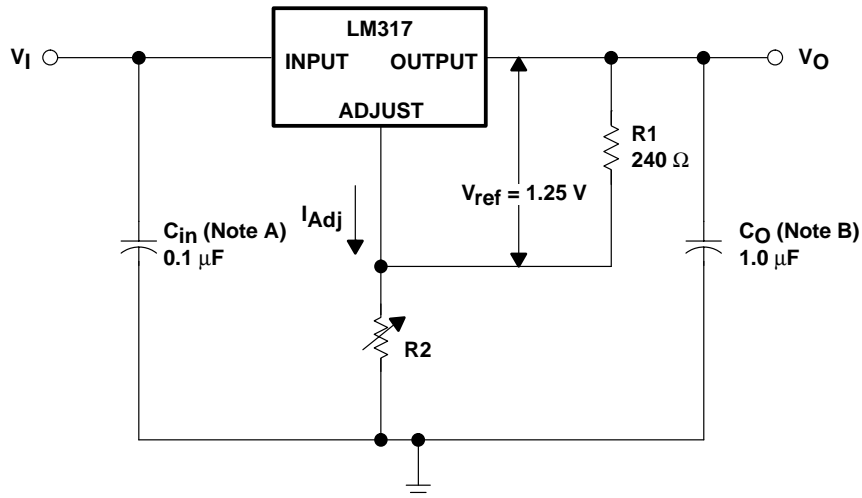 LM317
V_I
INPUT
OUTPUT
V_O
ADJUST
R1
240 Ω
V_ref = 1.25 V
I_Adj
C_in (Note A)
0.1 μF
C_O (Note B)
1.0 μF
R2